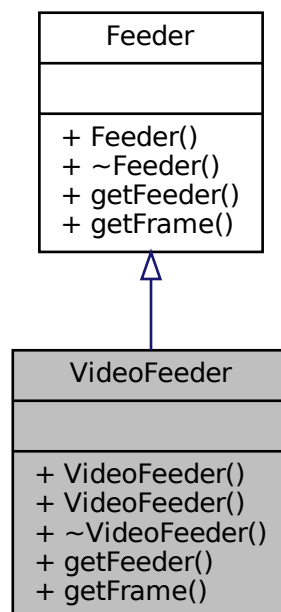 Feeder
+ Feeder()
+ ~Feeder()
+ getFeeder()
+ getFrame()
VideoFeeder
+ VideoFeeder()
+ VideoFeeder()
+ ~VideoFeeder()
+ getFeeder()
+ getFrame()